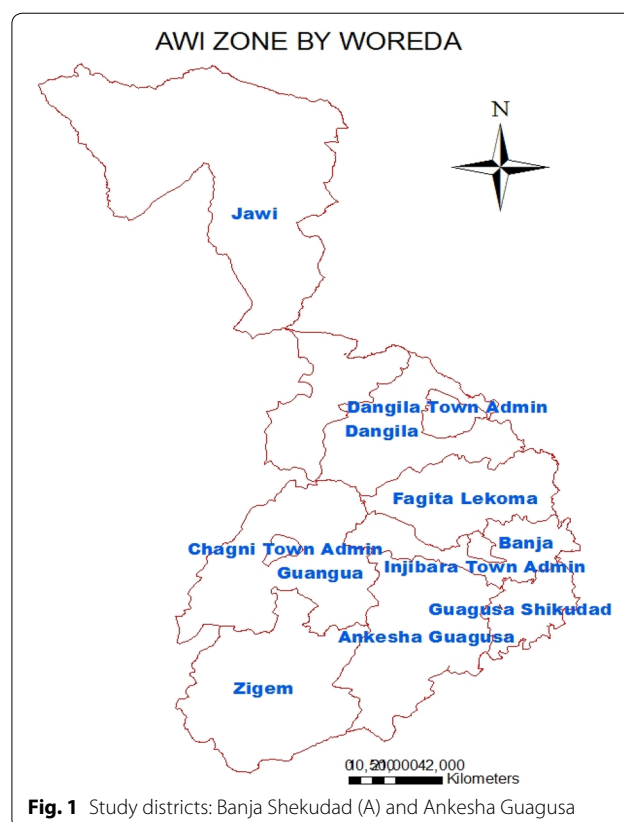 AWI ZONE BY WOREDA
N
Jawi
Dangila Town Admin
Dangila
Fagita Lekoma
Banja
Chagni Town Admin
Injibara Town Admin
Guangua
Guagusa Shikudad
Ankesha Guagusa
Zigem
Kilometers
Fig. 1 Study districts: Banja Shekudad (A) and Ankesha Guagusa